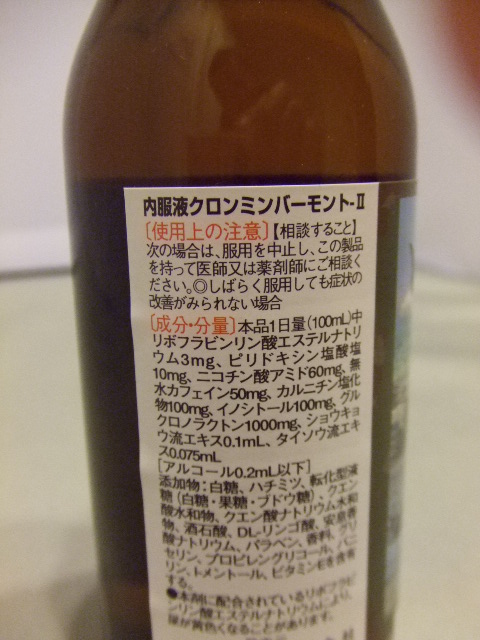 内服液クロンミンバーモント-Ⅱ
〔使用上の注意〕【相談すること】
次の場合は、服用を中止し、この製品
を持って医師又は薬剤師にご相談く
ださい。◎しばらく服用しても症状の
改善がみられない場合
〔成分・分量〕本品1日量(100mL)中
リボフラビンリン酸エステルナトリ
ウム3mg、ピリドキシン塩酸塩
10mg、ニコチン酸アミド60mg、無
水カフェイン50mg、カルニチン塩化
物100mg、イノシトール100mg、グル
クロノラクトン1000mg、ショウキョ
ウ流エキス0.1mL、タイソウ流エキ
ス0.075mL
[アルコール0.2mL以下]
添加物:白糖、ハチミツ、転化型液
糖(白糖・果糖・ブドウ糖)、クエン
酸水和物、クエン酸ナトリウム水和
物、酒石酸、DL-リンゴ酸、安息香
酸ナトリウム、パラベン、香料、グリ
セリン、プロピレングリコール、バニ
リン、トメントール、ビタミンEを含有
する。
●本剤に配合されているリボフラビ
ンリン酸エステルナトリウムにより、
尿が黄色くなることがあります。